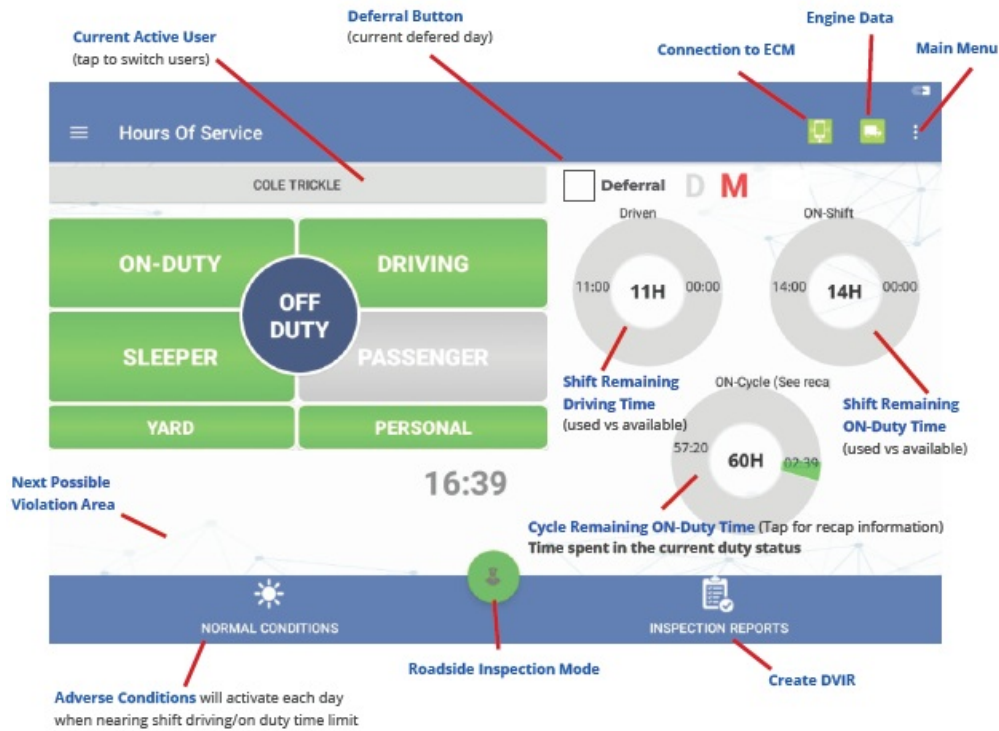 Engine Data
Deferral Button
(current defered day)
Current Active User
(tap to switch users)
Connection to ECM
Main Menu
Hours Of Service
COLE TRICKLE
Deferral D M
Driven
ON-Shift
ON-DUTY
DRIVING
OFF
DUTY
11:00 11H 00:00
14:00 14H 00:00
SLEEPER
PASSENGER
Shift Remaining
Driving Time
(used vs available)
ON-Cycle (See reca
Shift Remaining
ON-Duty Time
(used vs available)
YARD
PERSONAL
57:20 60H 02:39
16:39
Next Possible
Violation Area
Cycle Remaining ON-Duty Time (Tap for recap information)
Time spent in the current duty status
NORMAL CONDITIONS
INSPECTION REPORTS
Roadside Inspection Mode
Create DVIR
Adverse Conditions will activate each day
when nearing shift driving/on duty time limit